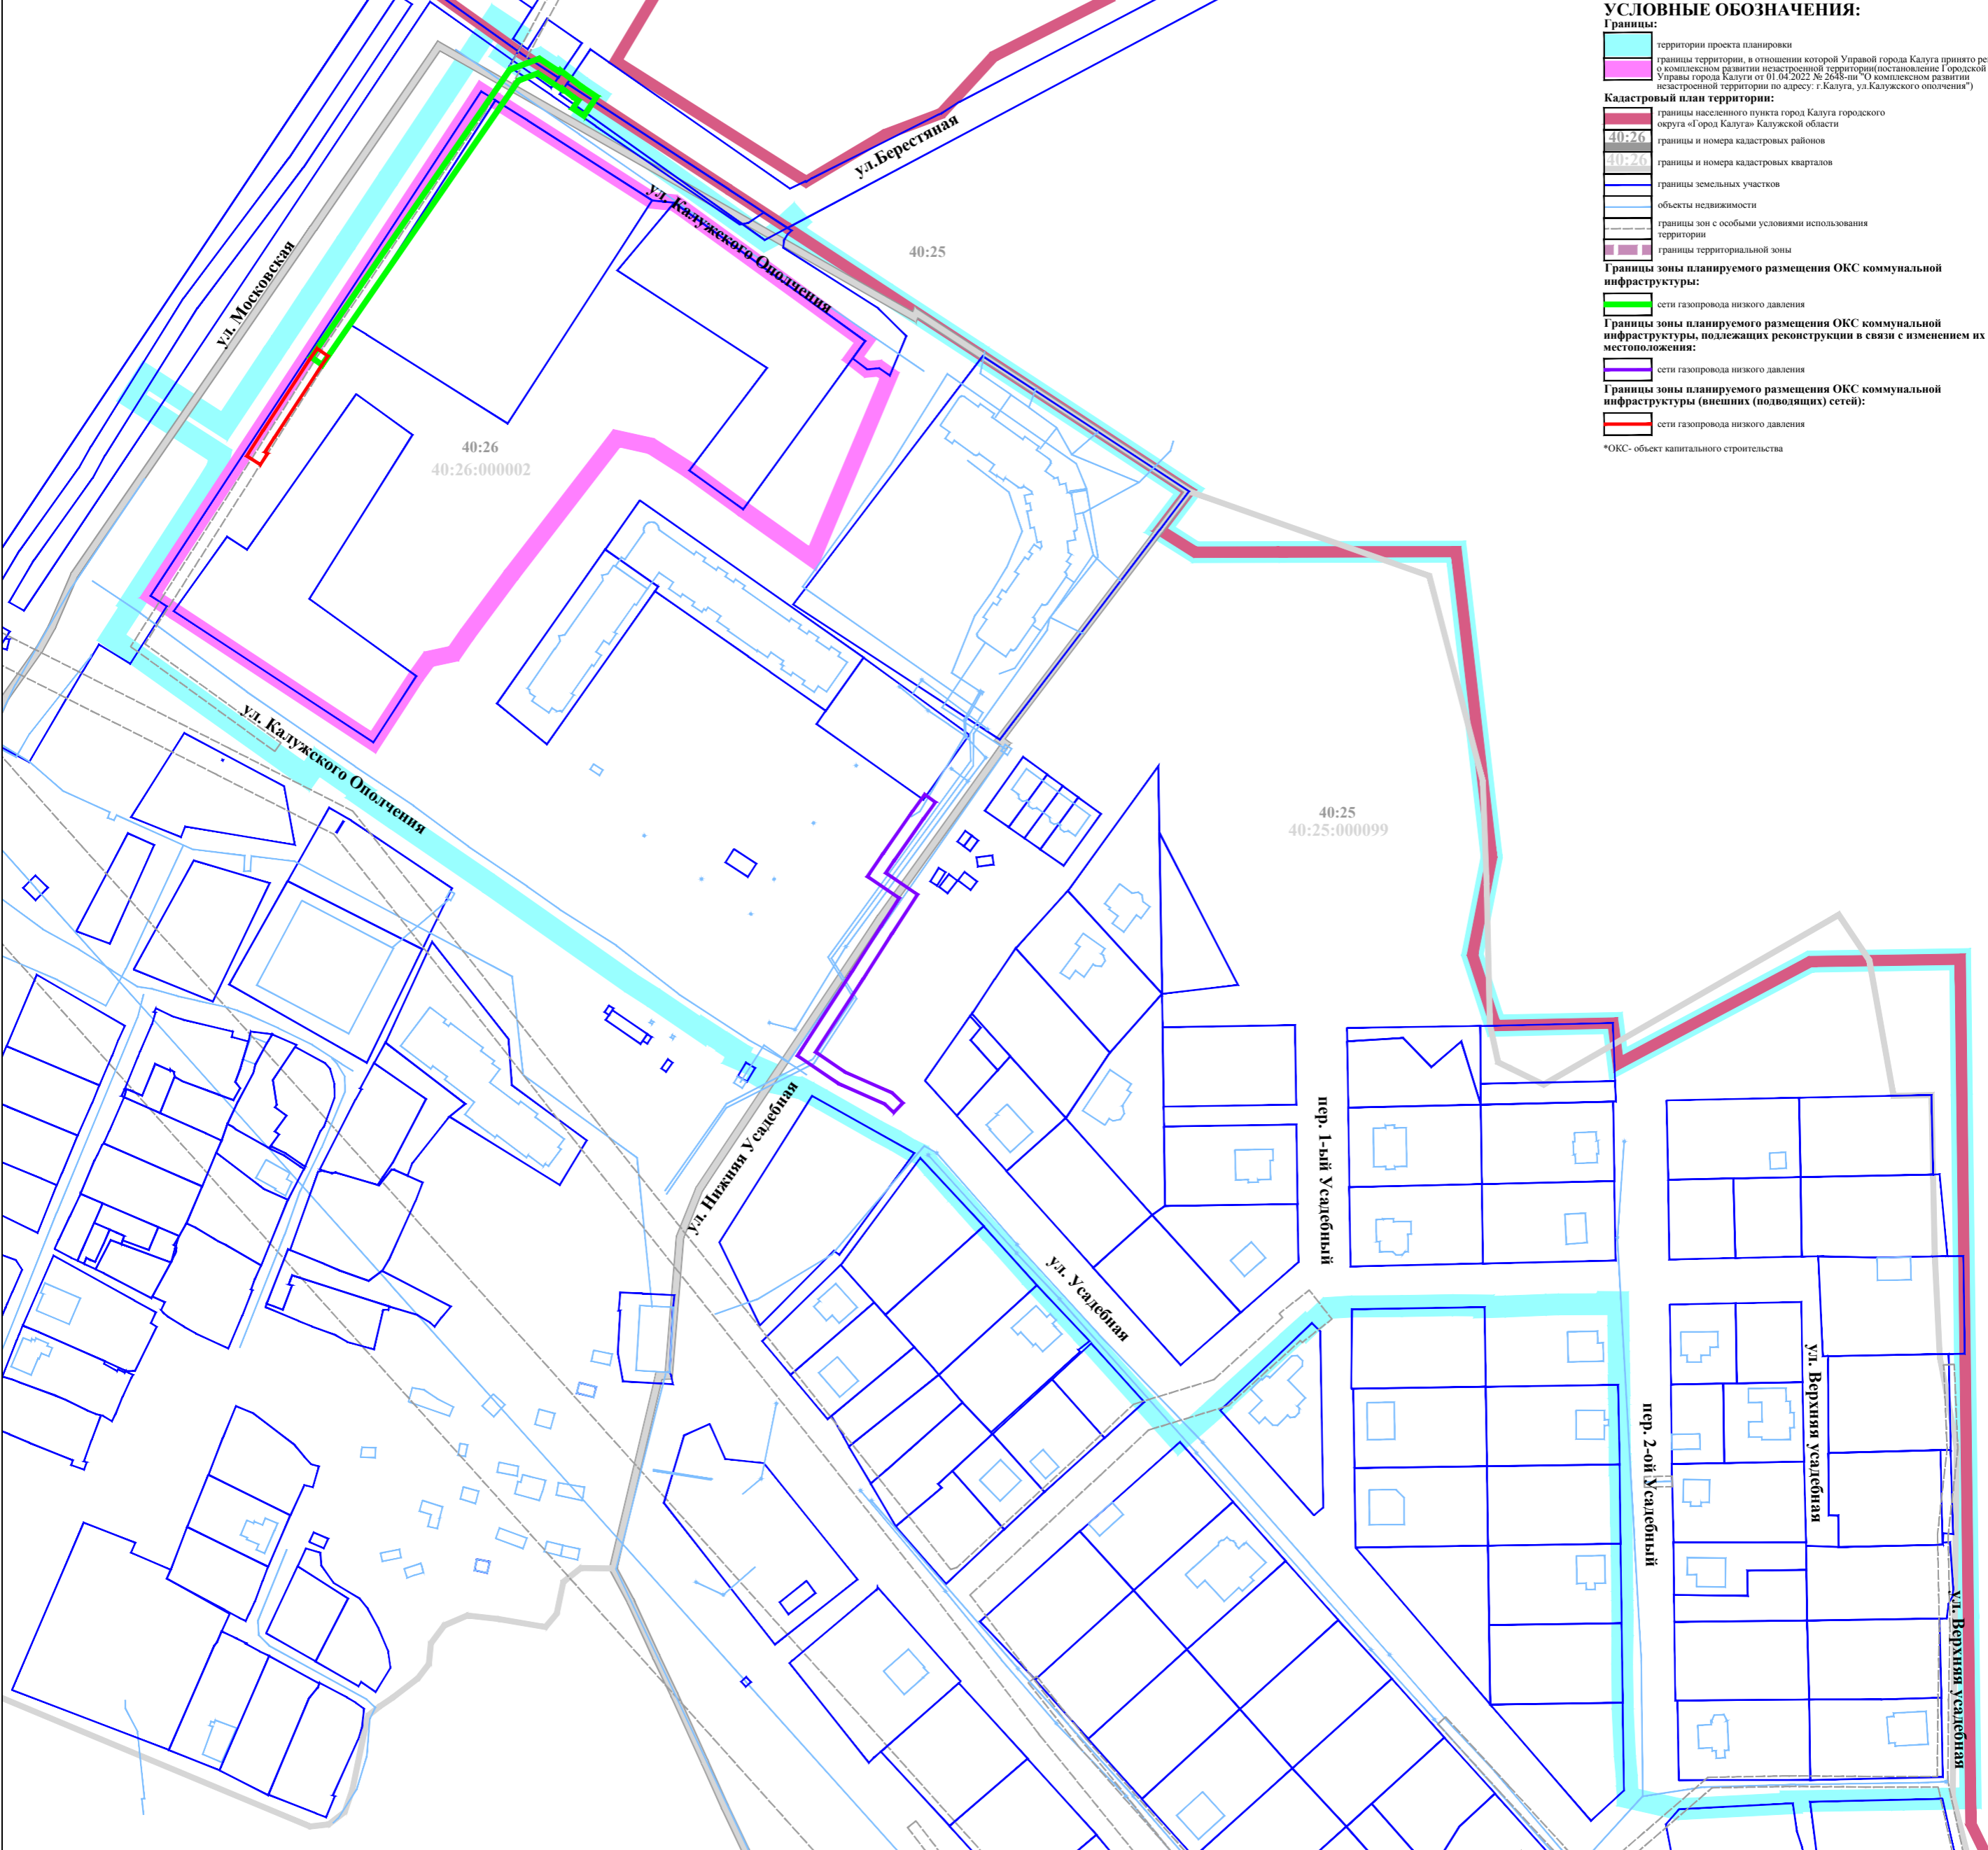 УСЛОВНЫЕ ОБОЗНАЧЕНИЯ:
Границы:
территории проекта планировки
границы территории, в отношении которой Управой города Калуга принято ре
о комплексном развитии незастроенной территории(постановление Городской
Управы города Калуги от 01.04.2022 № 2648-пи "О комплексном развитии
незастроенной территории по адресу: г.Калуга, ул.Калужского ополчения")
Кадастровый план территории:
границы населенного пункта город Калуга городского
округа «Город Калуга» Калужской области
40:26
границы и номера кадастровых районов
40:26
границы и номера кадастровых кварталов
границы земельных участков
объекты недвижимости
границы зон с особыми условиями использования
территории
границы территориальной зоны
Границы зоны планируемого размещения ОКС коммунальной
инфраструктуры:
сети газопровода низкого давления
Границы зоны планируемого размещения ОКС коммунальной
инфраструктуры, подлежащих реконструкции в связи с изменением их
местоположения:
сети газопровода низкого давления
Границы зоны планируемого размещения ОКС коммунальной
инфраструктуры (внешних (подводящих) сетей):
сети газопровода низкого давления
*ОКС- объект капитального строительства
ул.Берестяная
ул. Калужского Ополчения
ул. Московская
40:25
40:26
40:26:000002
ул. Калужского Ополчения
40:25
40:25:000099
ул. Нижняя Усадебная
пер. 1-ый Усадебный
ул. Усадебная
ул. Верхняя усадебная
пер. 2-ой Усадебный
ул. Верхняя усадебная